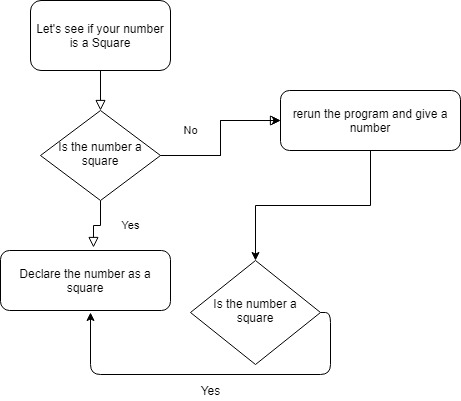 Let's see if your number
is a Square
Is the number a
square
No
rerun the program and give a
number
Yes
Declare the number as a
square
Is the number a
square
Yes